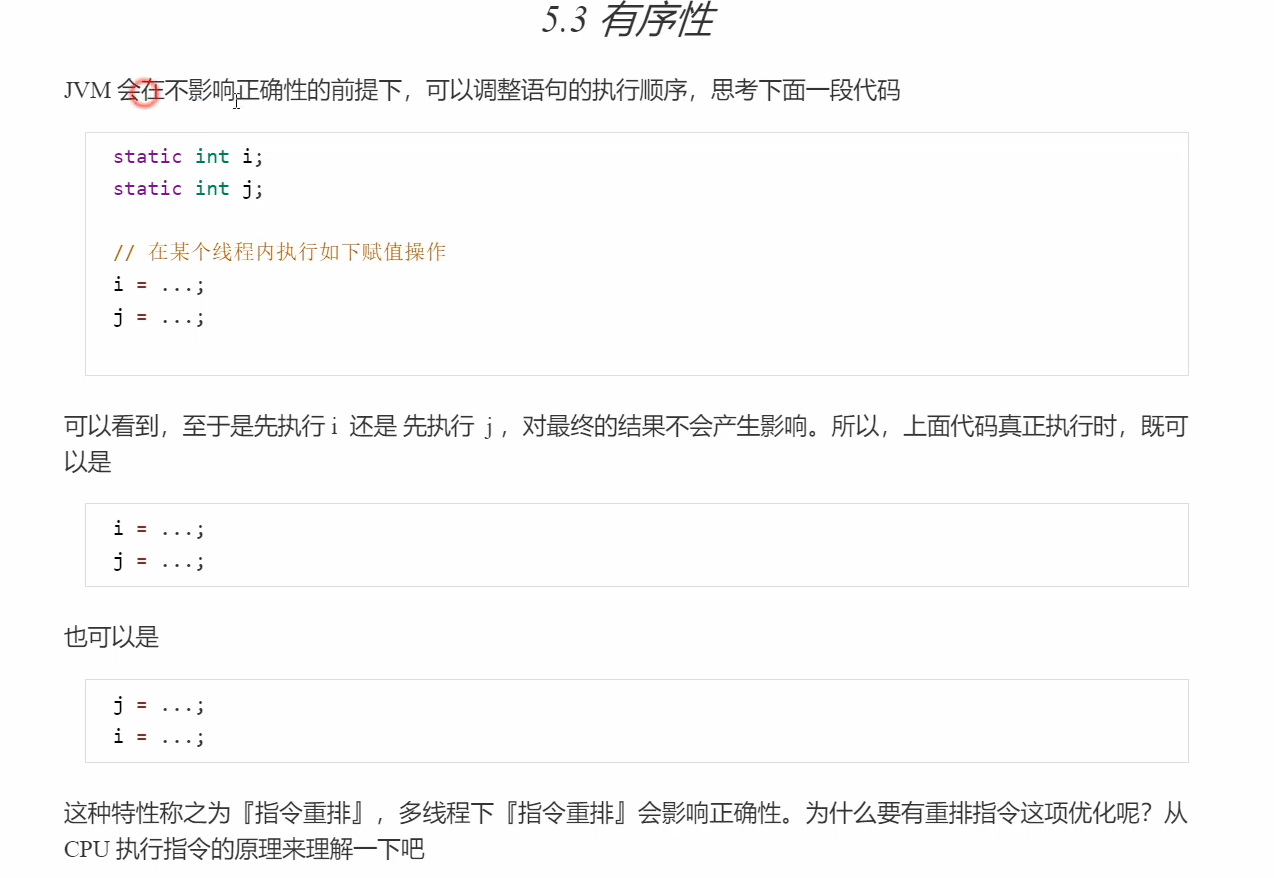 5.3 有序性
JVM 会在不影响正确性的前提下，可以调整语句的执行顺序，思考下面一段代码
static int i;
static int j;
// 在某个线程内执行如下赋值操作
i = ...;
j = ...;
可以看到，至于是先执行 i 还是 先执行 j ，对最终的结果不会产生影响。所以，上面代码真正执行时，既可
以是
i = ...;
j = ...;
也可以是
j = ...;
i = ...;
这种特性称之为『指令重排』，多线程下『指令重排』会影响正确性。为什么要有重排指令这项优化呢？从
CPU 执行指令的原理来理解一下吧